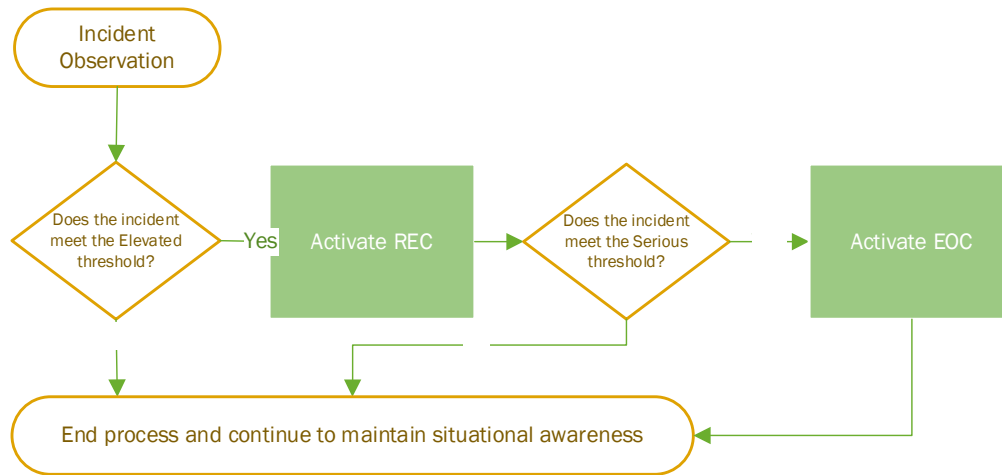 Incident
Observation
Does the incident
meet the Elevated
threshold?
Yes
Activate REC
Does the incident
meet the Serious
threshold?
Activate EOC
End process and continue to maintain situational awareness